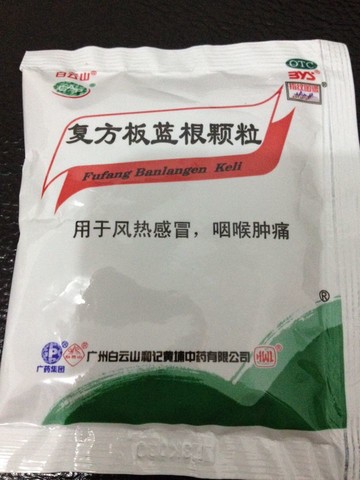 白云山®
OTC
BYS
复方板蓝根颗粒
Fufang Banlangen Keli
用于风热感冒，咽喉肿痛
®
广药集团
广州白云山和记黄埔中药有限公司